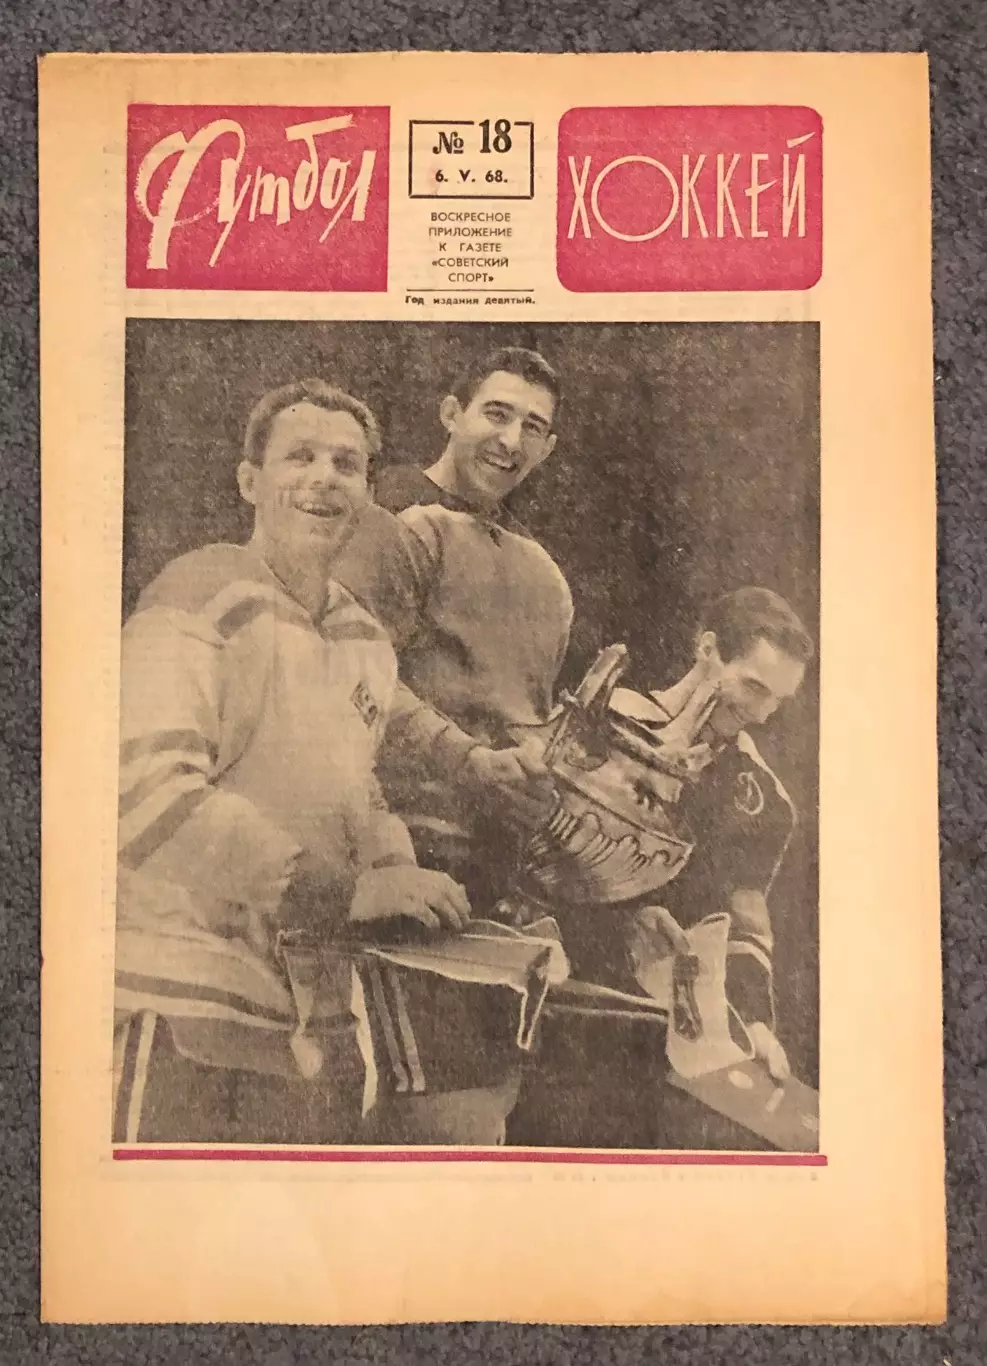 Футбол
№ 18
6. V. 68.
ВОСКРЕСНОЕ
ПРИЛОЖЕНИЕ
К ГАЗЕТЕ
«СОВЕТСКИЙ
СПОРТ»
Год издания девятый.
ХОККЕЙ